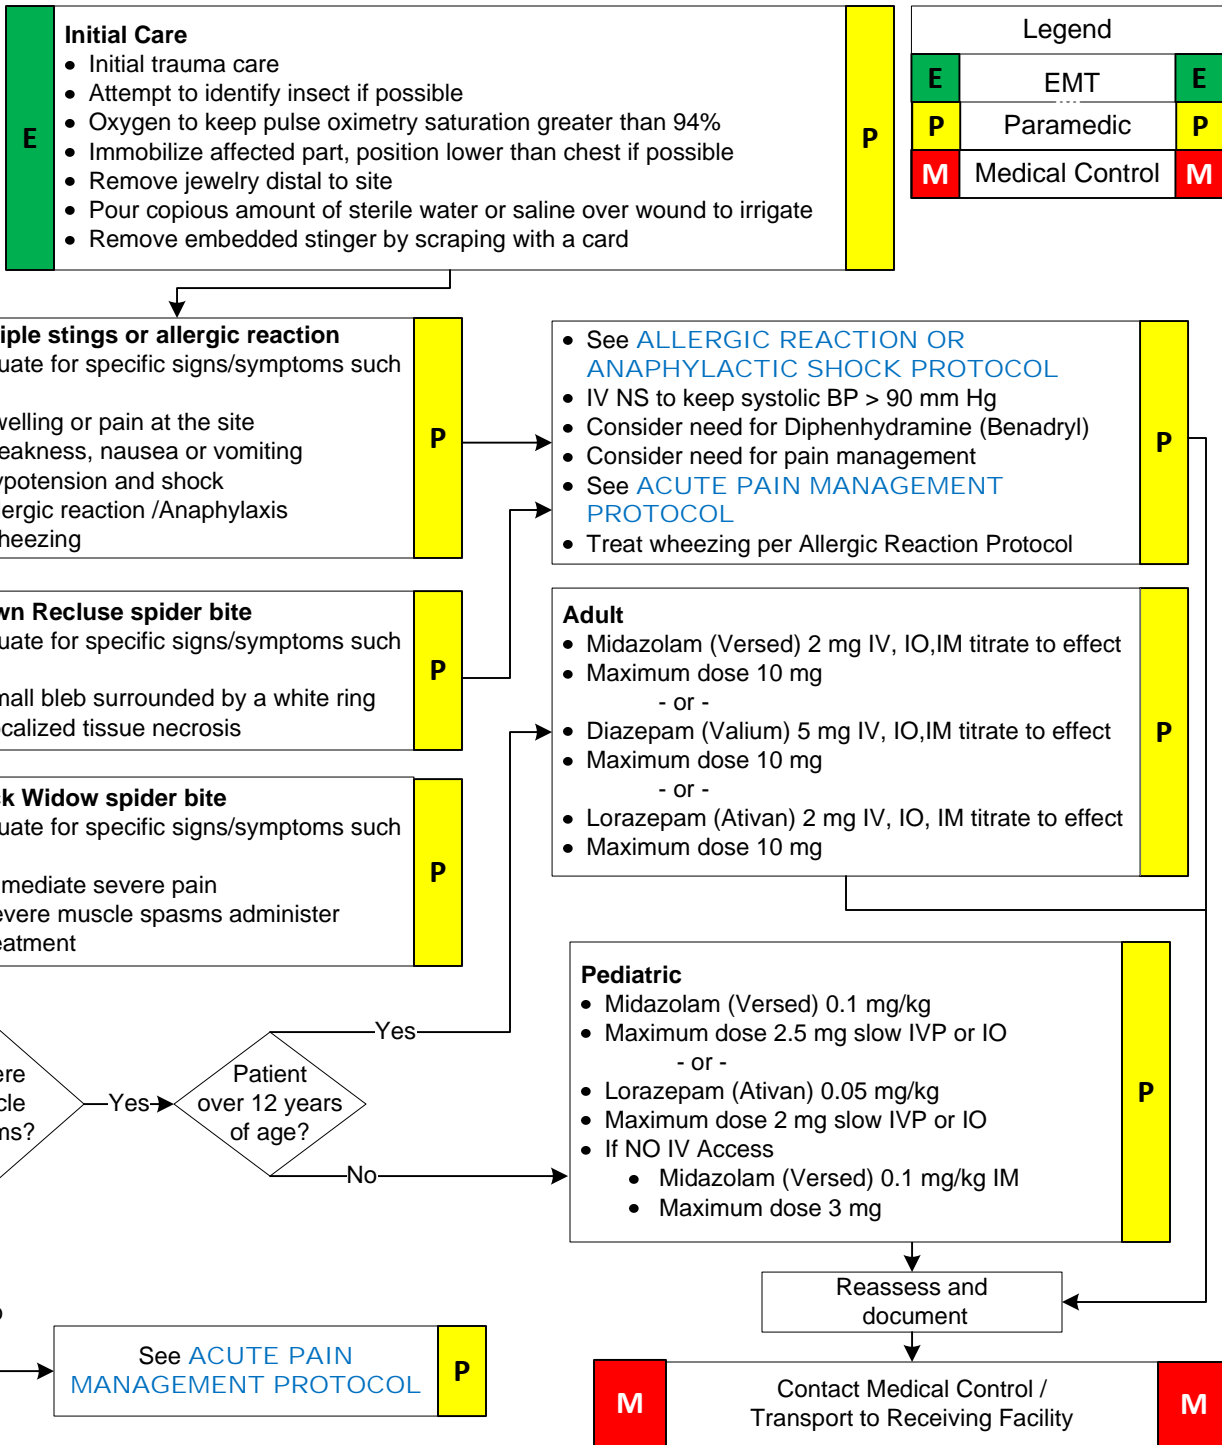 Initial Care
• Initial trauma care
• Attempt to identify insect if possible
• Oxygen to keep pulse oximetry saturation greater than 94%
• Immobilize affected part, position lower than chest if possible
• Remove jewelry distal to site
• Pour copious amount of sterile water or saline over wound to irrigate
• Remove embedded stinger by scraping with a card
E
P
Legend
E EMT E
P Paramedic P
M Medical Control M
iple stings or allergic reaction
uate for specific signs/symptoms such
welling or pain at the site
eakness, nausea or vomiting
ypotension and shock
lergic reaction /Anaphylaxis
heezing
P
• See ALLERGIC REACTION OR
ANAPHYLACTIC SHOCK PROTOCOL
• IV NS to keep systolic BP > 90 mm Hg
• Consider need for Diphenhydramine (Benadryl)
• Consider need for pain management
• See ACUTE PAIN MANAGEMENT
PROTOCOL
• Treat wheezing per Allergic Reaction Protocol
P
wn Recluse spider bite
uate for specific signs/symptoms such
mall bleb surrounded by a white ring
ocalized tissue necrosis
P
Adult
• Midazolam (Versed) 2 mg IV, IO,IM titrate to effect
• Maximum dose 10 mg
- or -
• Diazepam (Valium) 5 mg IV, IO,IM titrate to effect
• Maximum dose 10 mg
- or -
• Lorazepam (Ativan) 2 mg IV, IO, IM titrate to effect
• Maximum dose 10 mg
P
ck Widow spider bite
uate for specific signs/symptoms such
mediate severe pain
evere muscle spasms administer
eatment
P
ere
cle
ms?
Yes
Patient
over 12 years
of age?
Yes
No
Pediatric
• Midazolam (Versed) 0.1 mg/kg
• Maximum dose 2.5 mg slow IVP or IO
- or -
• Lorazepam (Ativan) 0.05 mg/kg
• Maximum dose 2 mg slow IVP or IO
• If NO IV Access
• Midazolam (Versed) 0.1 mg/kg IM
• Maximum dose 3 mg
P
Reassess and
document
o
See ACUTE PAIN
MANAGEMENT PROTOCOL
P
M
Contact Medical Control /
Transport to Receiving Facility
M